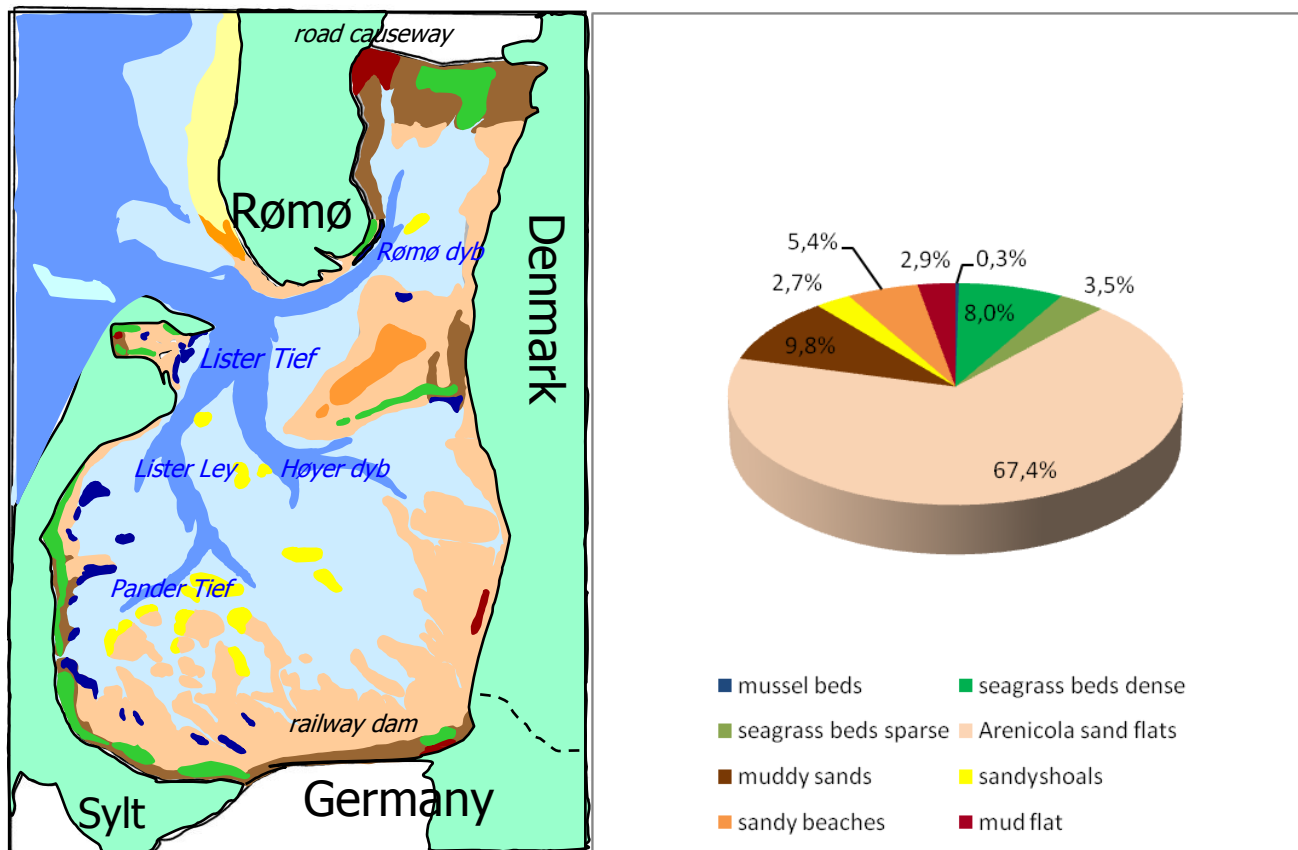 road causeway
Rømø
Rømø dyb
Denmark
Lister Tief
Lister Ley
Høyer dyb
Pander Tief
railway dam
Germany
Sylt
5,4%
2,9%
0,3%
2,7%
3,5%
8,0%
9,8%
67,4%
mussel beds
seagrass beds dense
seagrass beds sparse
Arenicola sand flats
muddy sands
sandyshoals
sandy beaches
mud flat